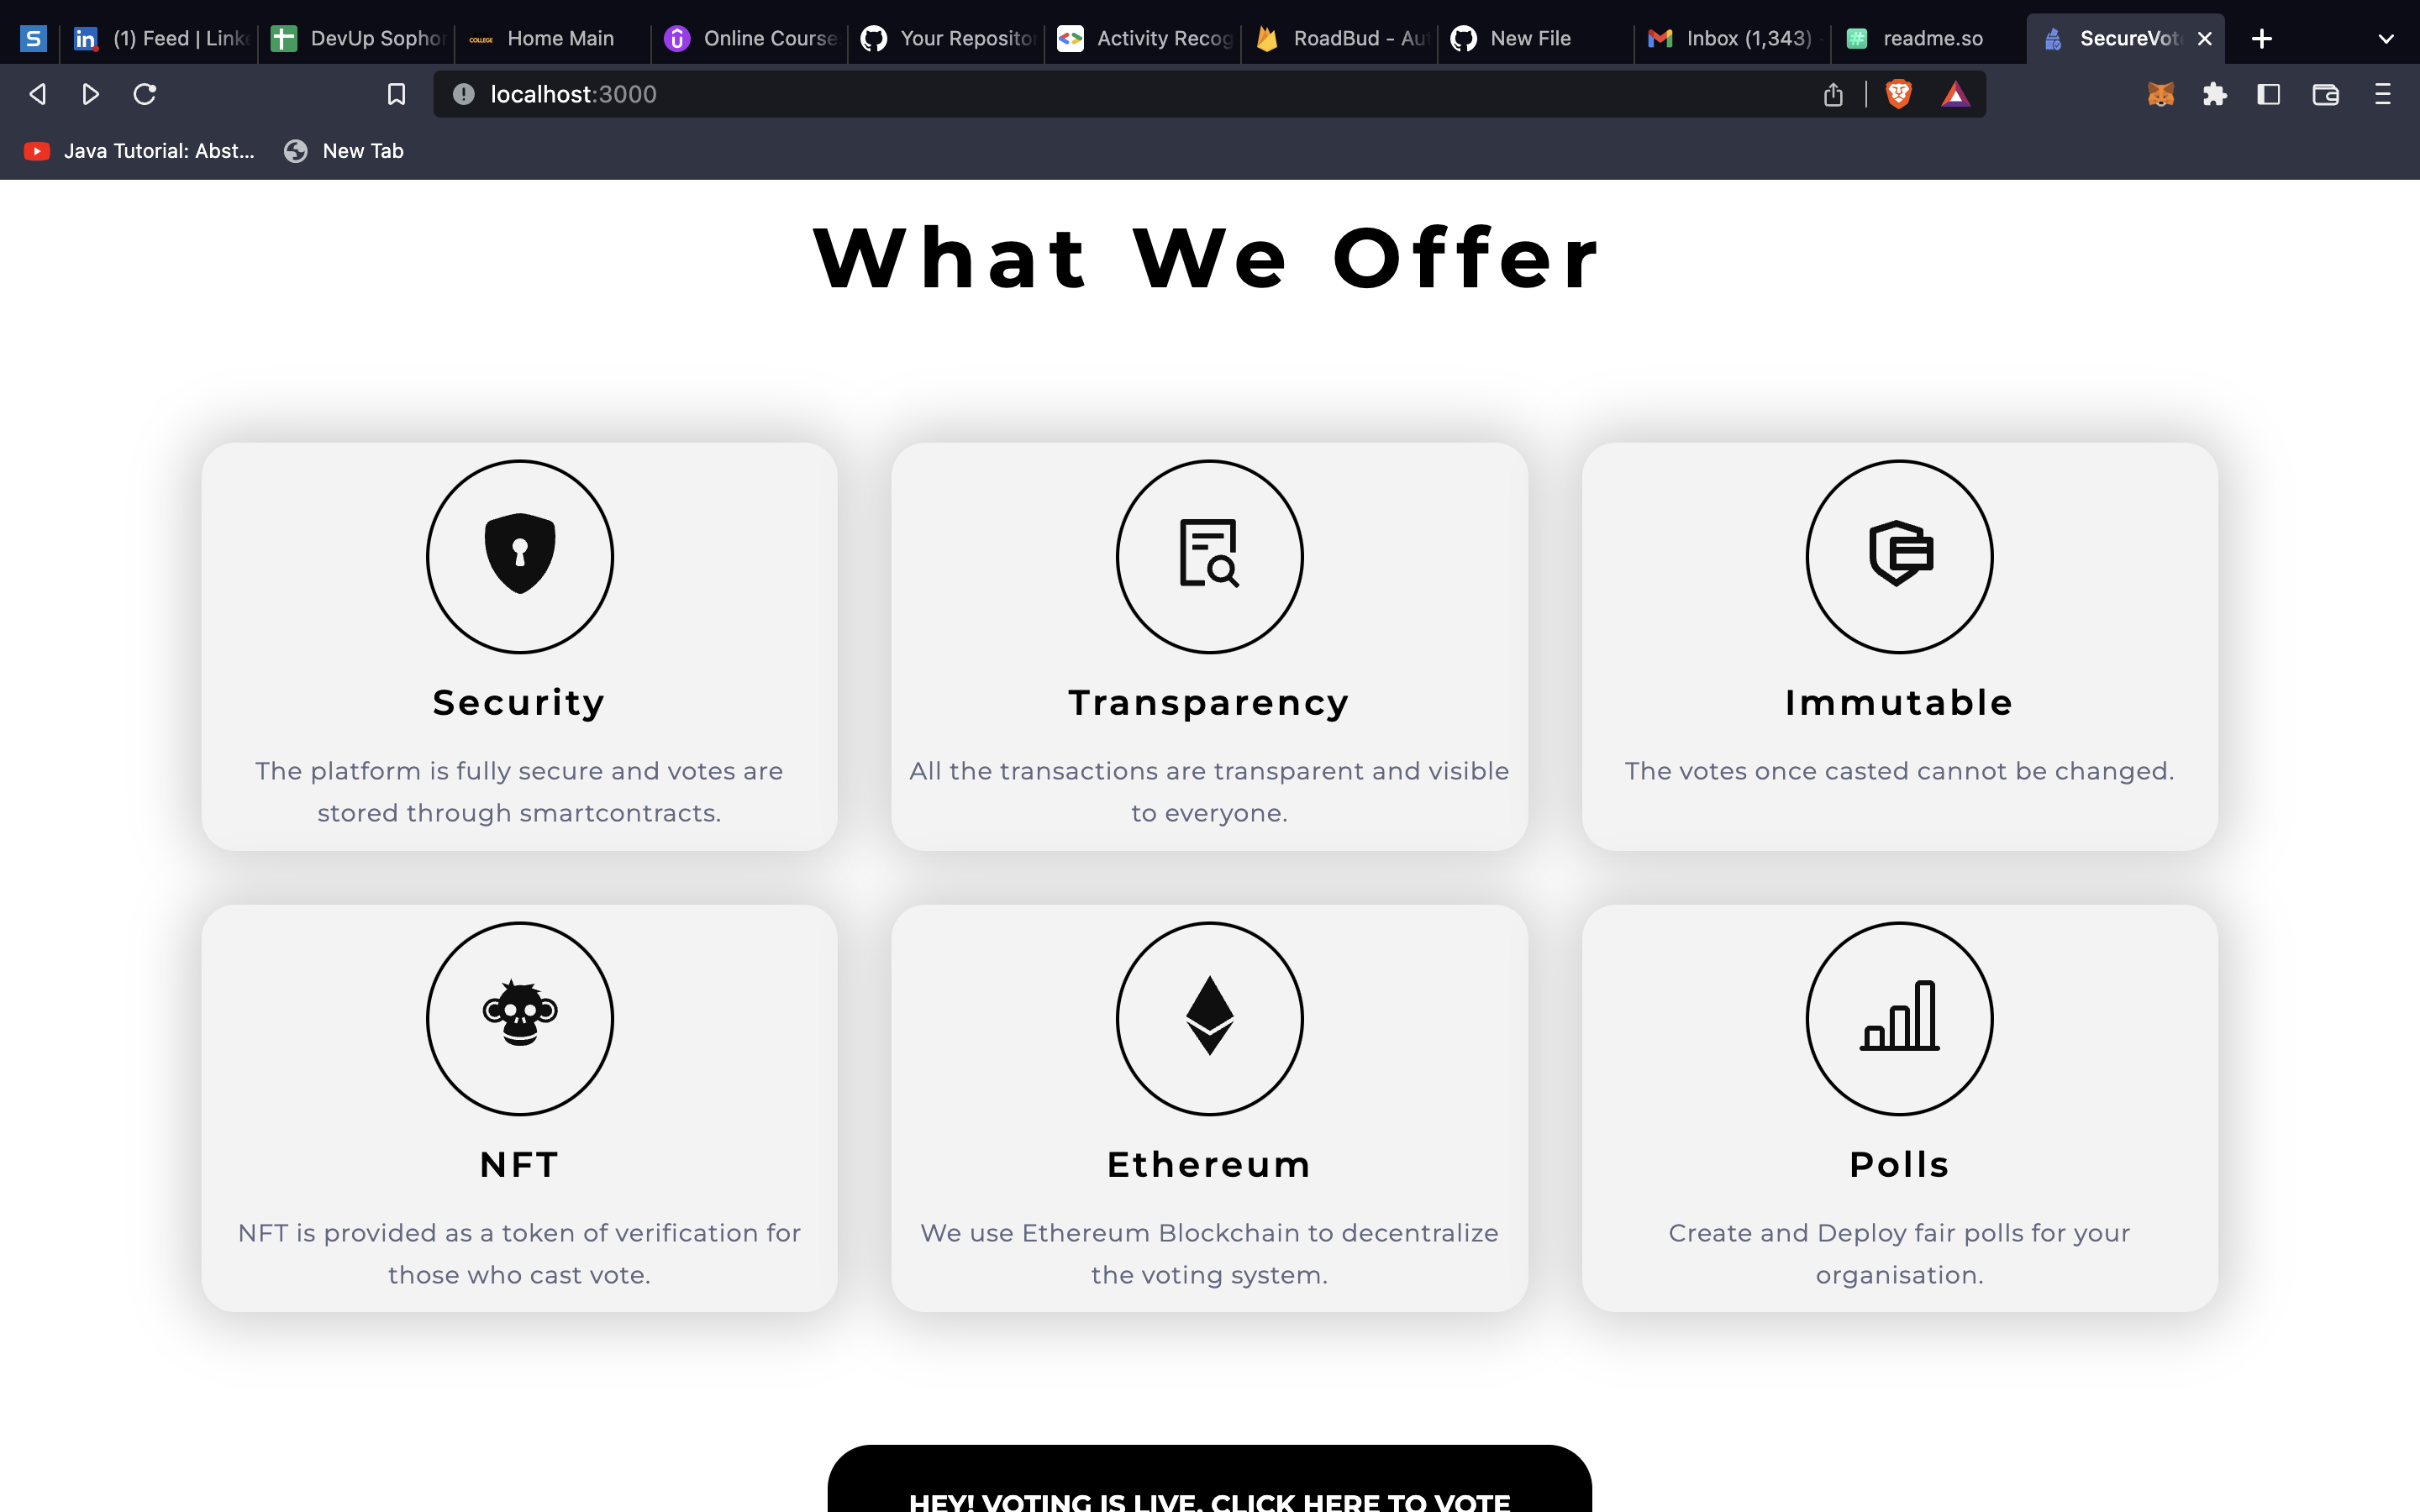 (1) Feed | Linke
DevUp Sophor
COLLEGE Home Main
Online Course
Your Repositor
Activity Recog
RoadBud - Au
New File
Inbox (1,343) -
readme.so
SecureVot
localhost:3000
Java Tutorial: Abst...
New Tab
What We Offer
Security
The platform is fully secure and votes are
stored through smartcontracts.
Transparency
All the transactions are transparent and visible
to everyone.
Immutable
The votes once casted cannot be changed.
NFT
NFT is provided as a token of verification for
those who cast vote.
Ethereum
We use Ethereum Blockchain to decentralize
the voting system.
Polls
Create and Deploy fair polls for your
organisation.
HEY! VOTING IS LIVE. CLICK HERE TO VOTE